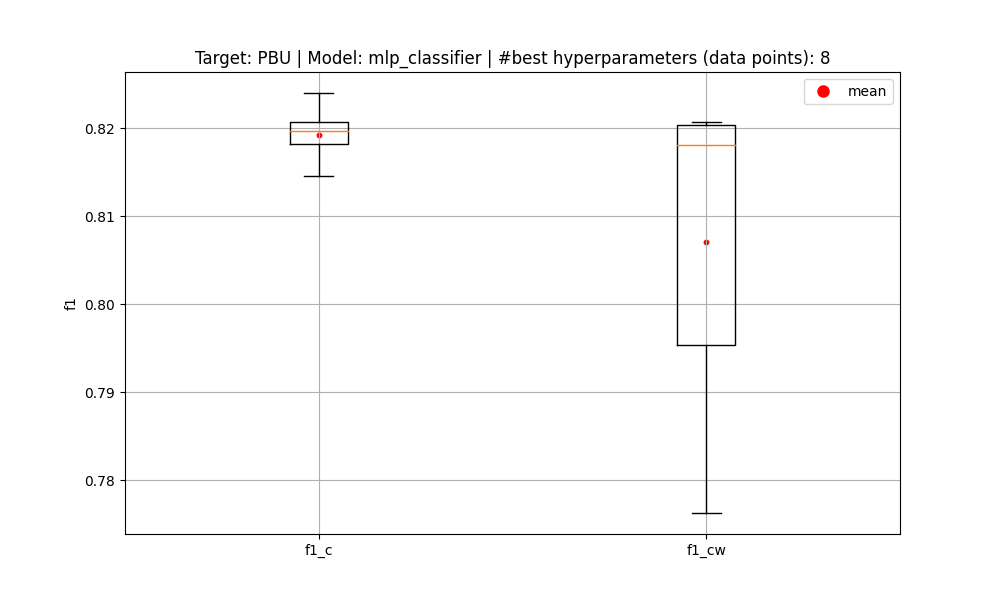 Target: PBU | Model: mlp_classifier | #best hyperparameters (data points): 8
mean
0.82
0.81
0.80
0.79
0.78
f1
f1_c
f1_cw